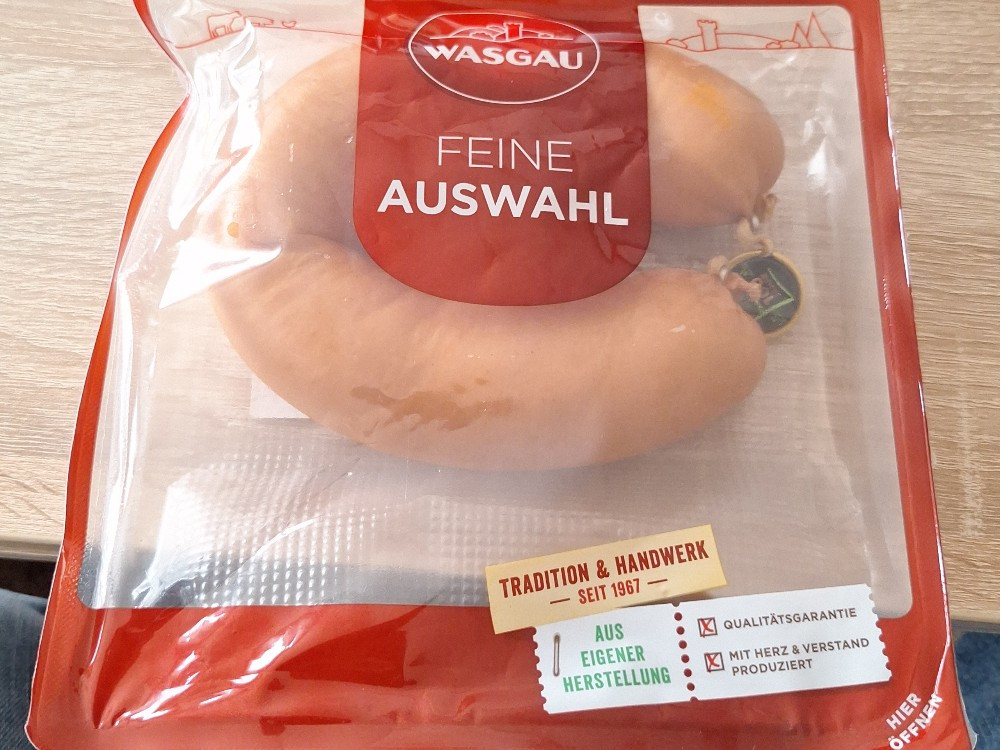 WASGAU
FEINE
AUSWAHL
TRADITION & HANDWERK
— SEIT 1967 —
AUS
EIGENER
HERSTELLUNG
QUALITÄTSGARANTIE
MIT HERZ & VERSTAND
PRODUZIERT
HIER
ÖFFNEN